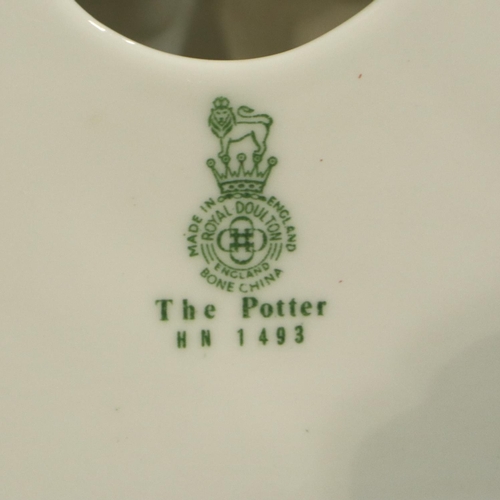 MADE IN ENGLAND
ROYAL DOULTON
ENGLAND
BONE CHINA
The Potter
HN 1493